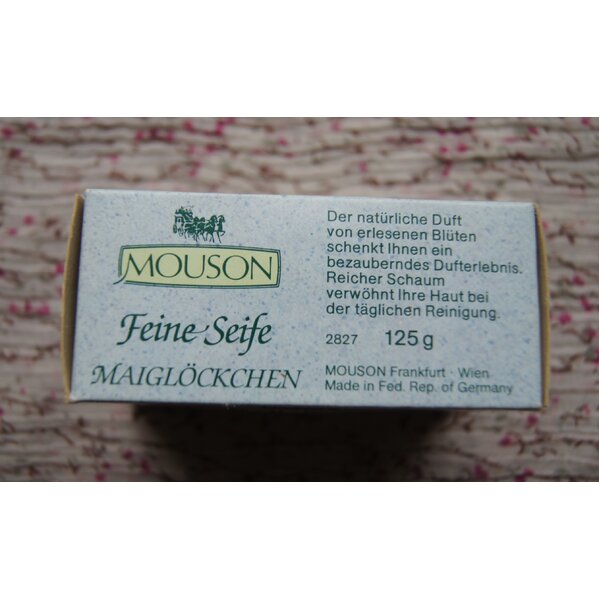 MOUSON
Feine Seife
MAIGLÖCKCHEN
Der natürliche Duft
von erlesenen Blüten
schenkt Ihnen ein
bezauberndes Dufterlebnis.
Reicher Schaum
verwöhnt Ihre Haut bei
der täglichen Reinigung.
2827 125g
MOUSON Frankfurt · Wien
Made in Fed. Rep. of Germany